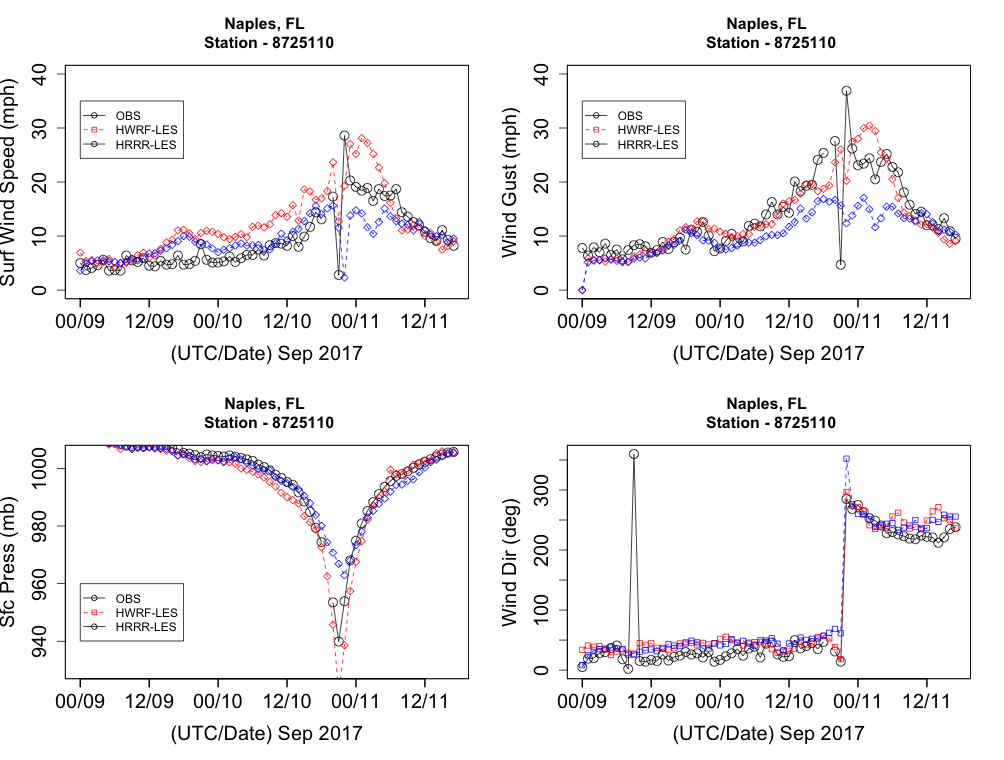 Naples, FL
Station - 8725110
Surf Wind Speed (mph)
0
10
20
30
40
OBS
HWRF-LES
HRRR-LES
00/09
12/09
00/10
12/10
00/11
12/11
(UTC/Date) Sep 2017
Naples, FL
Station - 8725110
Wind Gust (mph)
0
10
20
30
40
OBS
HWRF-LES
HRRR-LES
00/09
12/09
00/10
12/10
00/11
12/11
(UTC/Date) Sep 2017
Naples, FL
Station - 8725110
Sfc Press (mb)
940
960
980
1000
OBS
HWRF-LES
HRRR-LES
00/09
12/09
00/10
12/10
00/11
12/11
(UTC/Date) Sep 2017
Naples, FL
Station - 8725110
Wind Dir (deg)
0
100
200
300
00/09
12/09
00/10
12/10
00/11
12/11
(UTC/Date) Sep 2017